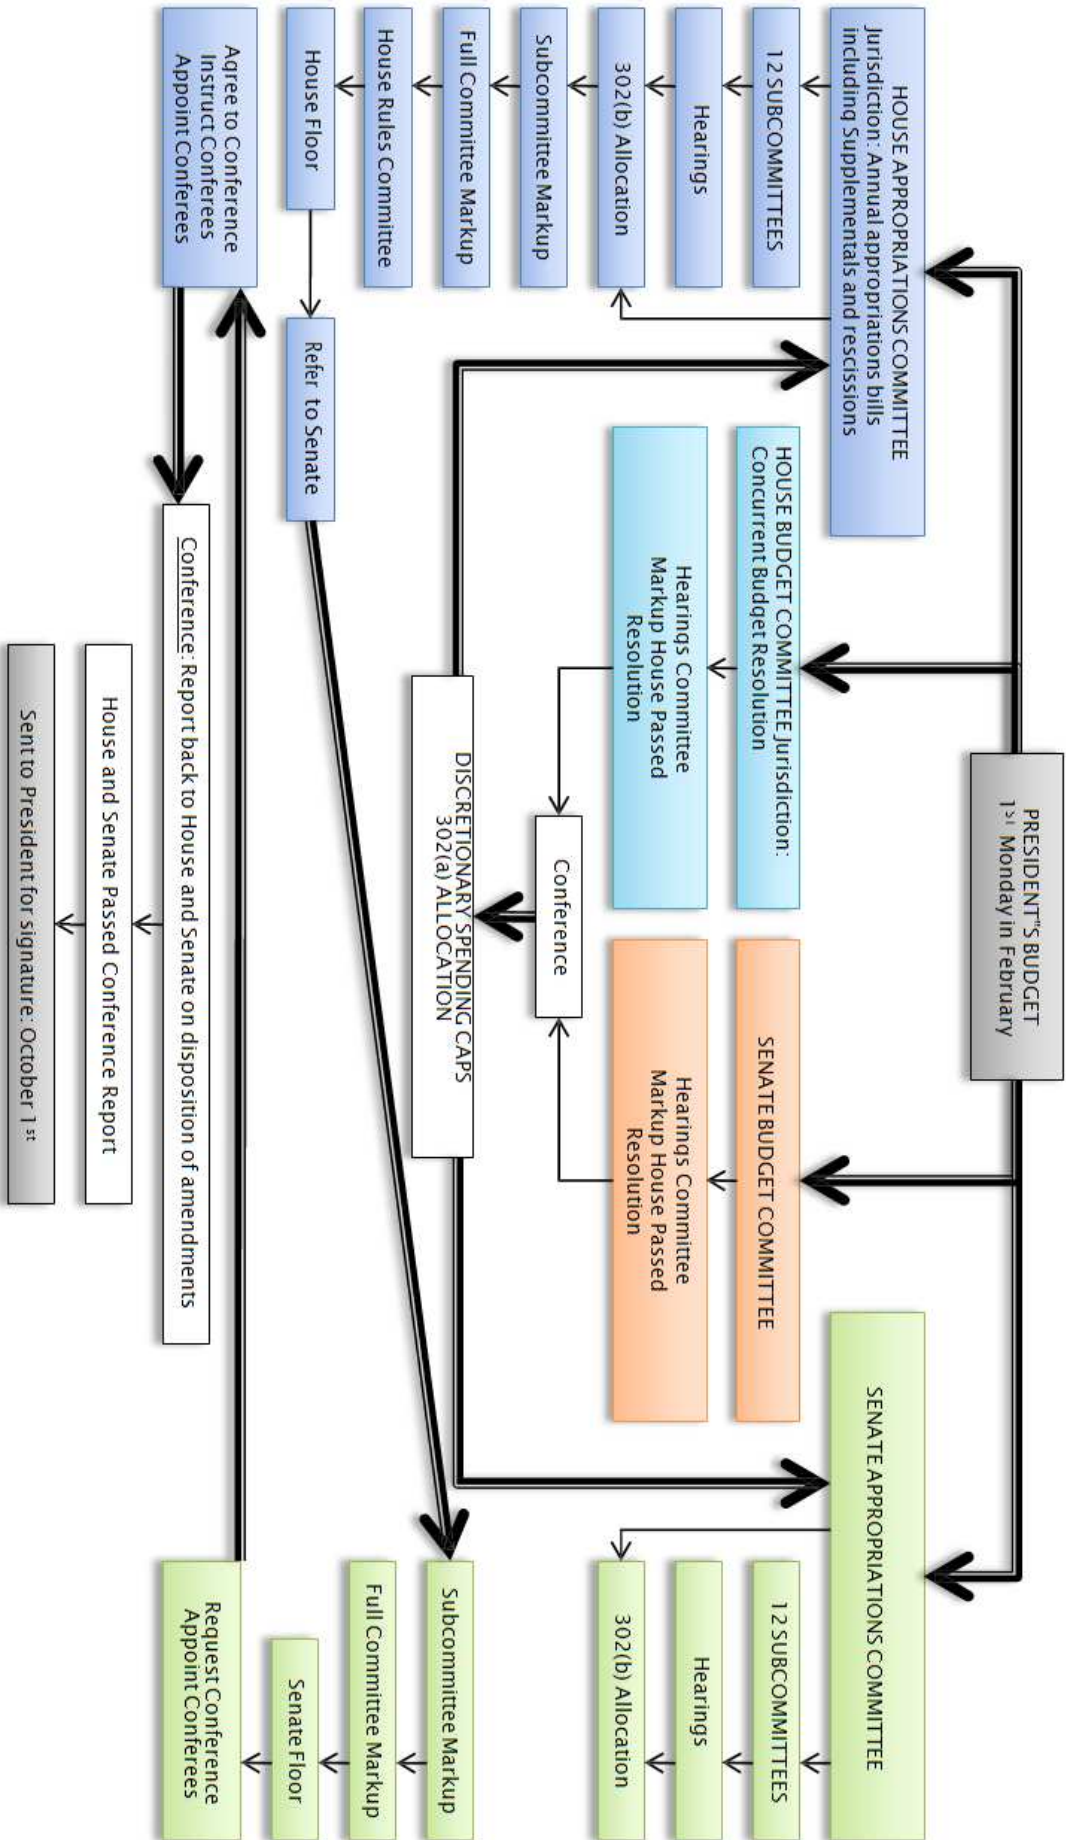 PRESIDENT"S BUDGET
1st Monday in February
HOUSE APPROPRIATIONS COMMITTEE
Jurisdiction: Annual appropriations bills
including Supplementals and rescissions
12 SUBCOMMITTEES
Hearings
302(b) Allocation
Subcommittee Markup
Full Committee Markup
House Rules Committee
House Floor
Refer to Senate
Agree to Conference
Instruct Conferees
Appoint Conferees
HOUSE BUDGET COMMITTEE Jurisdiction:
Concurrent Budget Resolution
Hearings Committee
Markup House Passed
Resolution
SENATE BUDGET COMMITTEE
Hearings Committee
Markup House Passed
Resolution
Conference
DISCRETIONARY SPENDING CAPS
302(a) ALLOCATION
SENATE APPROPRIATIONS COMMITTEE
12 SUBCOMMITTEES
Hearings
302(b) Allocation
Subcommittee Markup
Full Committee Markup
Senate Floor
Request Conference
Appoint Conferees
Conference: Report back to House and Senate on disposition of amendments
House and Senate Passed Conference Report
Sent to President for signature: October 1st